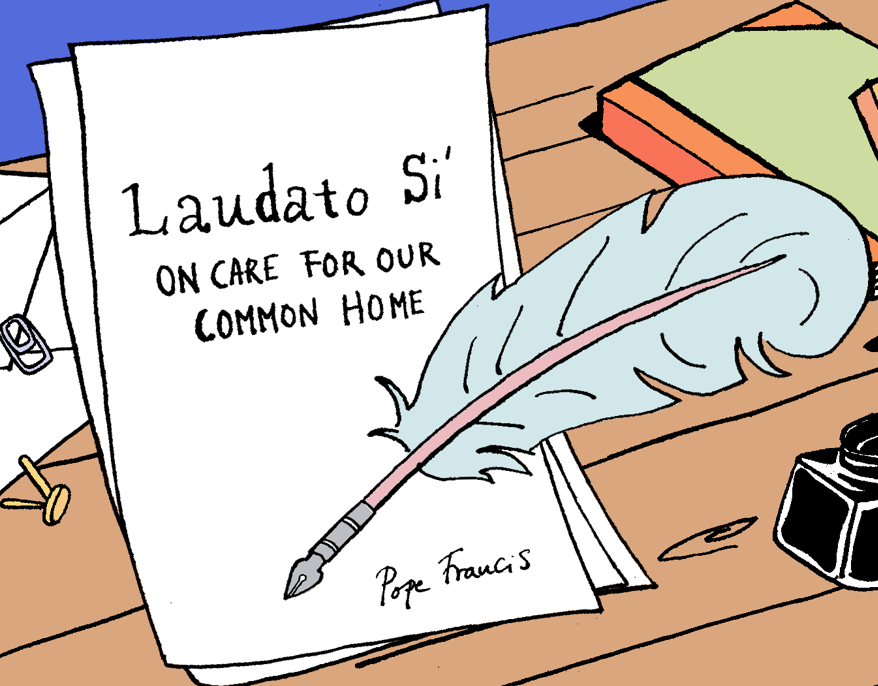 Laudato Si'
ON CARE FOR OUR
COMMON HOME
Pope Francis